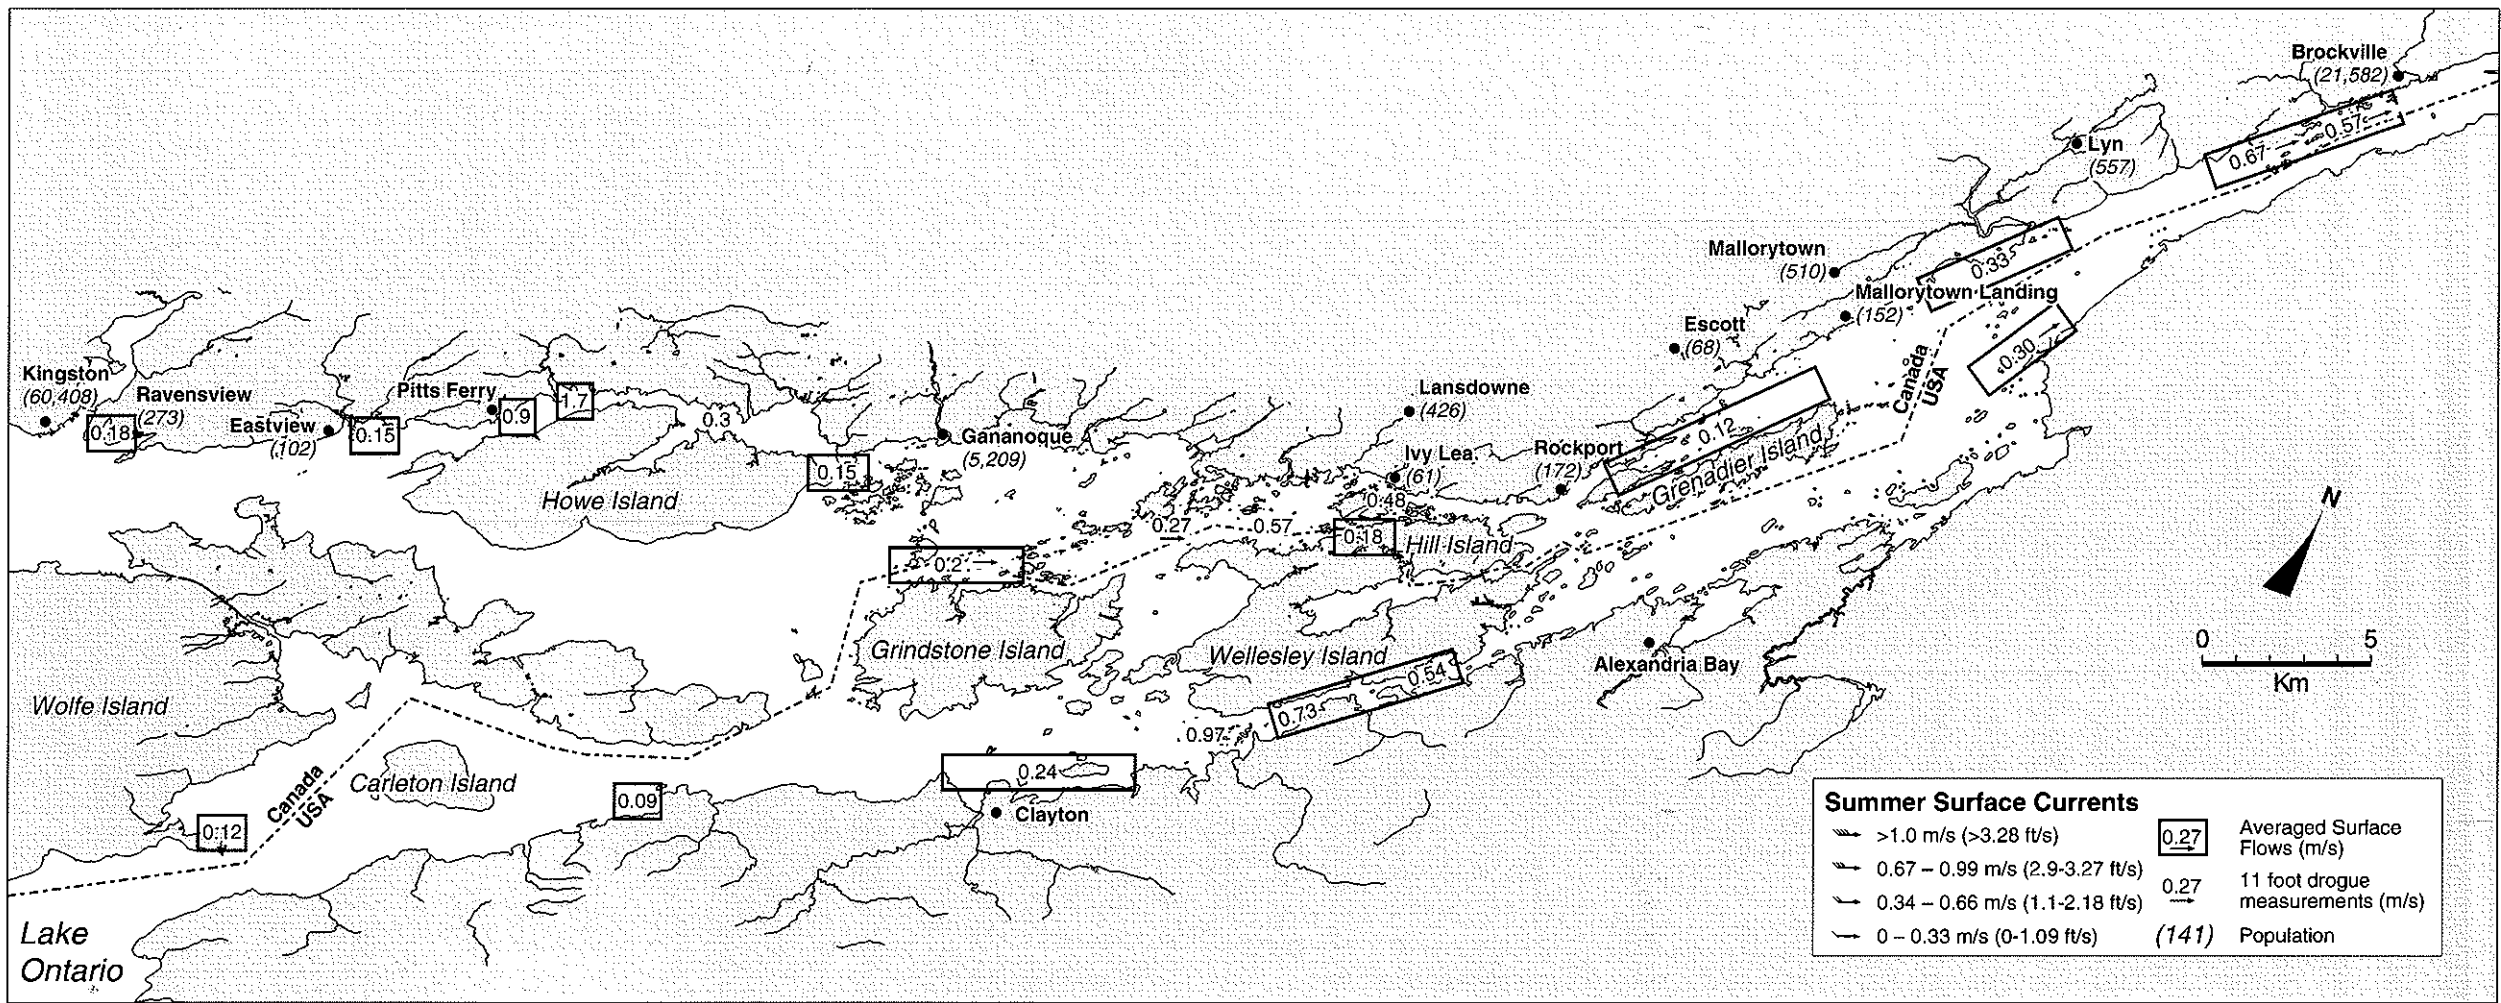 Brockville
(21,582)
0.57
0.67
Lyn
(557)
Mallorytown
(510)
0.33
Mallorytown Landing
(152)
Escott
(68)
0.30
Canada
USA
Kingston
(60,408)
Ravensview
(273)
0.18
Eastview
(102)
0.15
Pitts Ferry
0.9
1.7
0.3
0.15
Gananoque
(5,209)
Lansdowne
(426)
Ivy Lea
(61)
Rockport
(172)
0.12
Grenadier Island
Howe Island
0.48
0.27
0.57
0.18
Hill Island
0.2
N
Grindstone Island
Wellesley Island
Alexandria Bay
0 5
Km
Wolfe Island
0.54
0.73
0.97
0.24
Clayton
Carleton Island
0.09
Canada
USA
0.12
Lake
Ontario
Summer Surface Currents
>1.0 m/s (>3.28 ft/s)
0.67 – 0.99 m/s (2.9-3.27 ft/s)
0.34 – 0.66 m/s (1.1-2.18 ft/s)
0 – 0.33 m/s (0-1.09 ft/s)
0.27
Averaged Surface
Flows (m/s)
0.27
11 foot drogue
measurements (m/s)
(141) Population